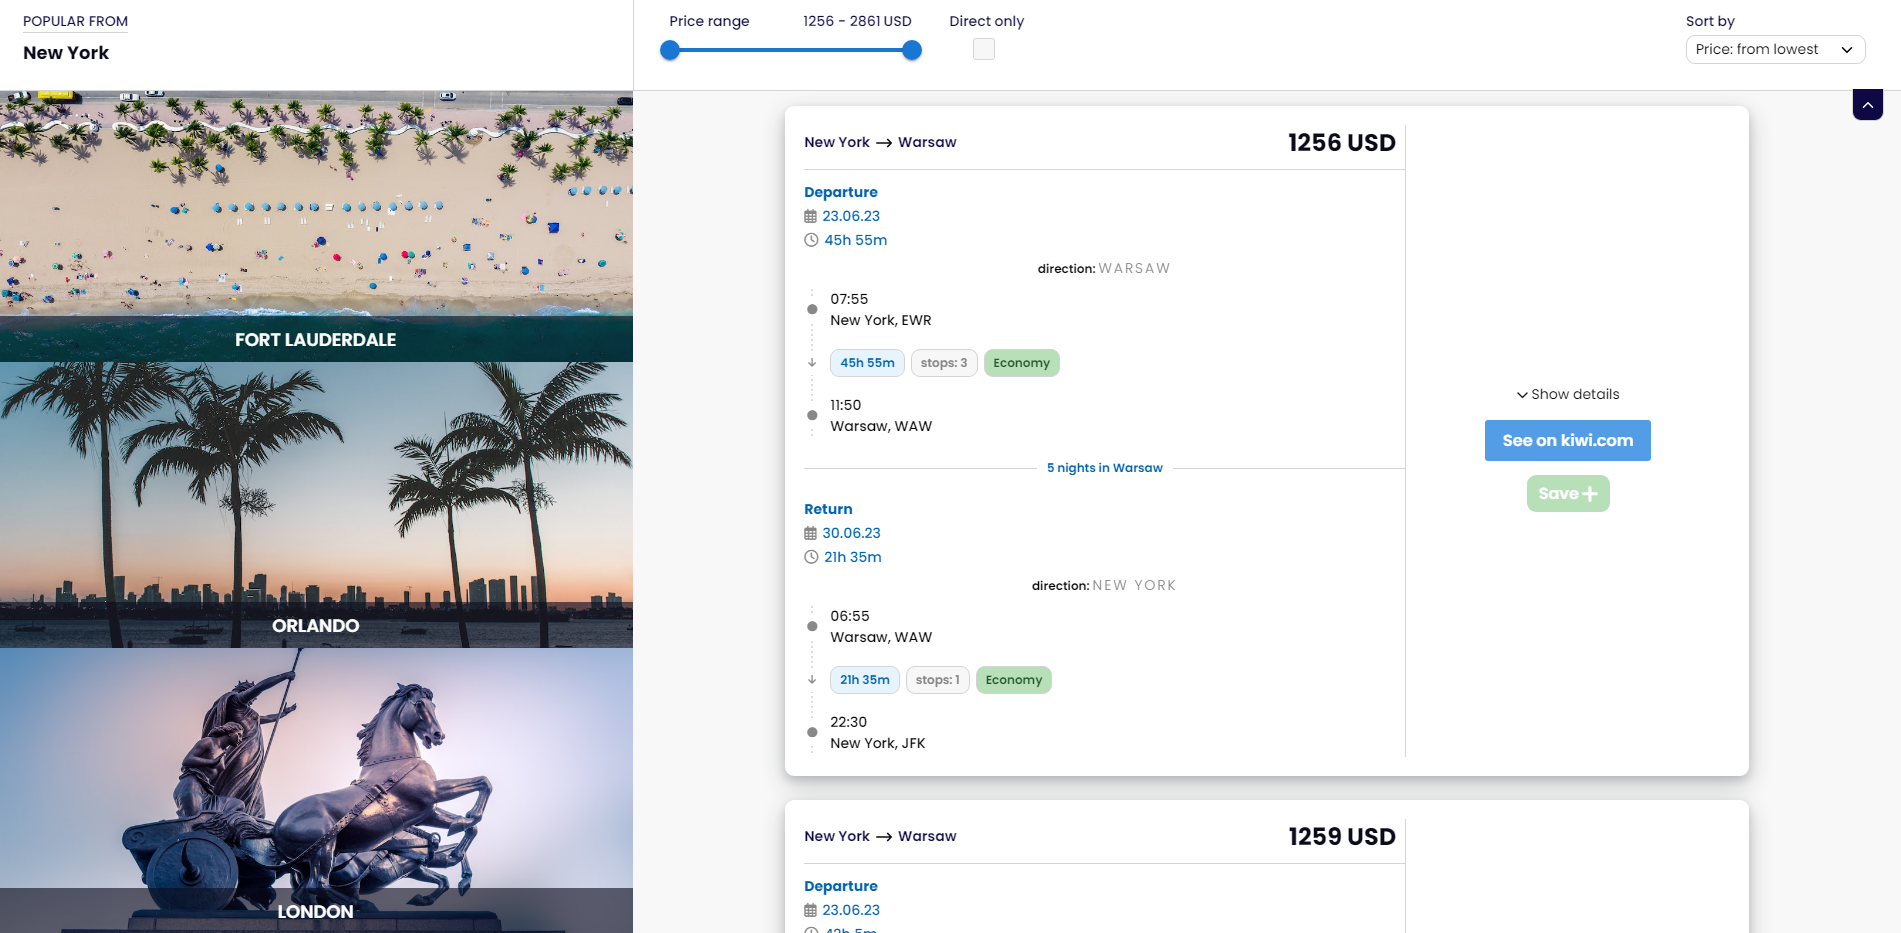 POPULAR FROM
New York
FORT LAUDERDALE
ORLANDO
LONDON
Price range 1256 - 2861 USD
Direct only
Sort by
Price: from lowest
New York → Warsaw 1256 USD
Departure
23.06.23
45h 55m
direction: WARSAW
07:55
New York, EWR
45h 55m stops: 3 Economy
11:50
Warsaw, WAW
5 nights in Warsaw
Return
30.06.23
21h 35m
direction: NEW YORK
06:55
Warsaw, WAW
21h 35m stops: 1 Economy
22:30
New York, JFK
Show details
See on kiwi.com
Save +
New York → Warsaw 1259 USD
Departure
23.06.23